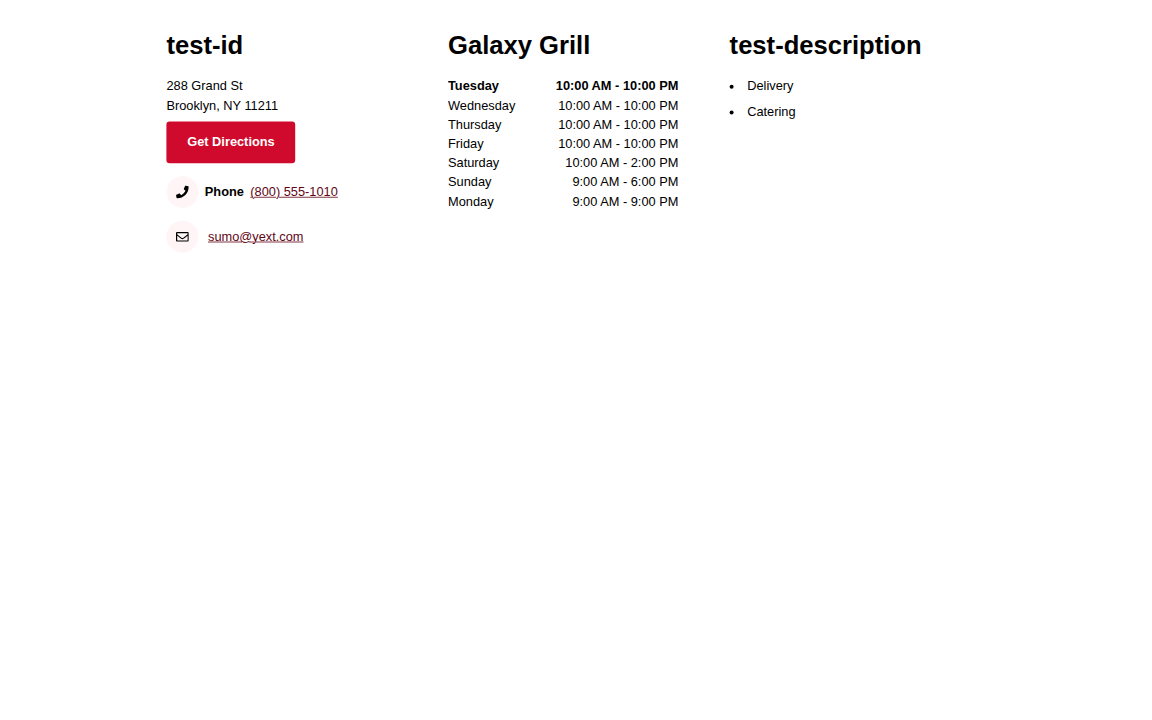 test-id
288 Grand St
Brooklyn, NY 11211
Get Directions
Phone (800) 555-1010
sumo@yext.com
Galaxy Grill
Tuesday 10:00 AM - 10:00 PM
Wednesday 10:00 AM - 10:00 PM
Thursday 10:00 AM - 10:00 PM
Friday 10:00 AM - 10:00 PM
Saturday 10:00 AM - 2:00 PM
Sunday 9:00 AM - 6:00 PM
Monday 9:00 AM - 9:00 PM
test-description
• Delivery
• Catering